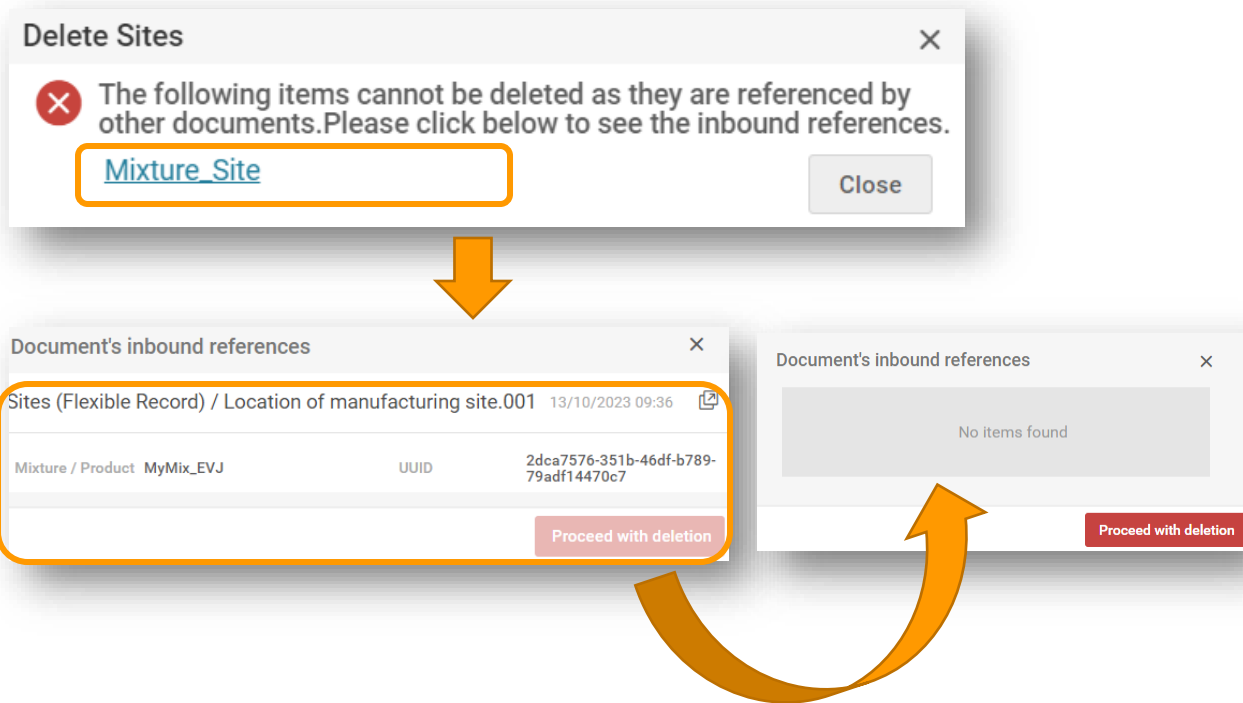 Delete Sites
The following items cannot be deleted as they are referenced by
other documents.Please click below to see the inbound references.
Mixture_Site
Close
Document's inbound references
Sites (Flexible Record) / Location of manufacturing site.001 13/10/2023 09:36
Mixture / Product MyMix_EVJ UUID 2dca7576-351b-46df-b789-
79adf14470c7
Proceed with deletion
Document's inbound references
No items found
Proceed with deletion